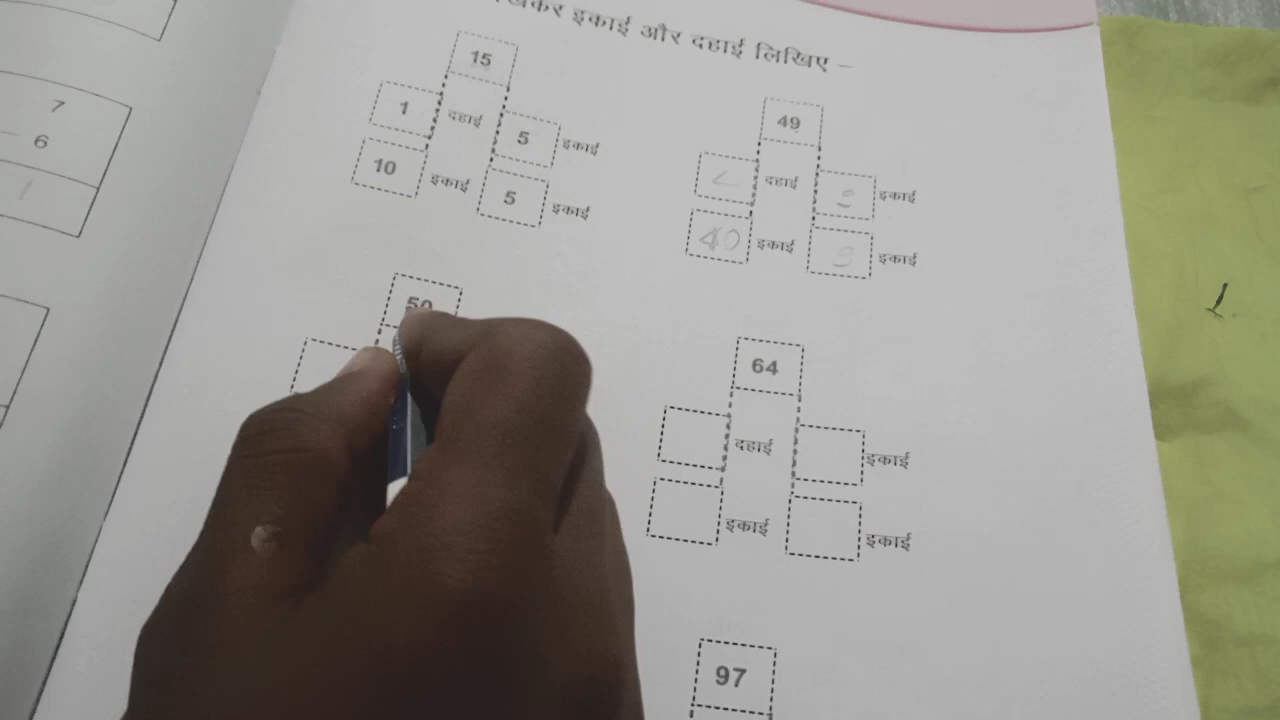 इकाई और दहाई लिखिए –
15
1 दहाई 5 इकाई
10 इकाई 5 इकाई
49
दहाई इकाई
40 इकाई 9 इकाई
50
64
दहाई इकाई
इकाई इकाई
97
7
– 6
1